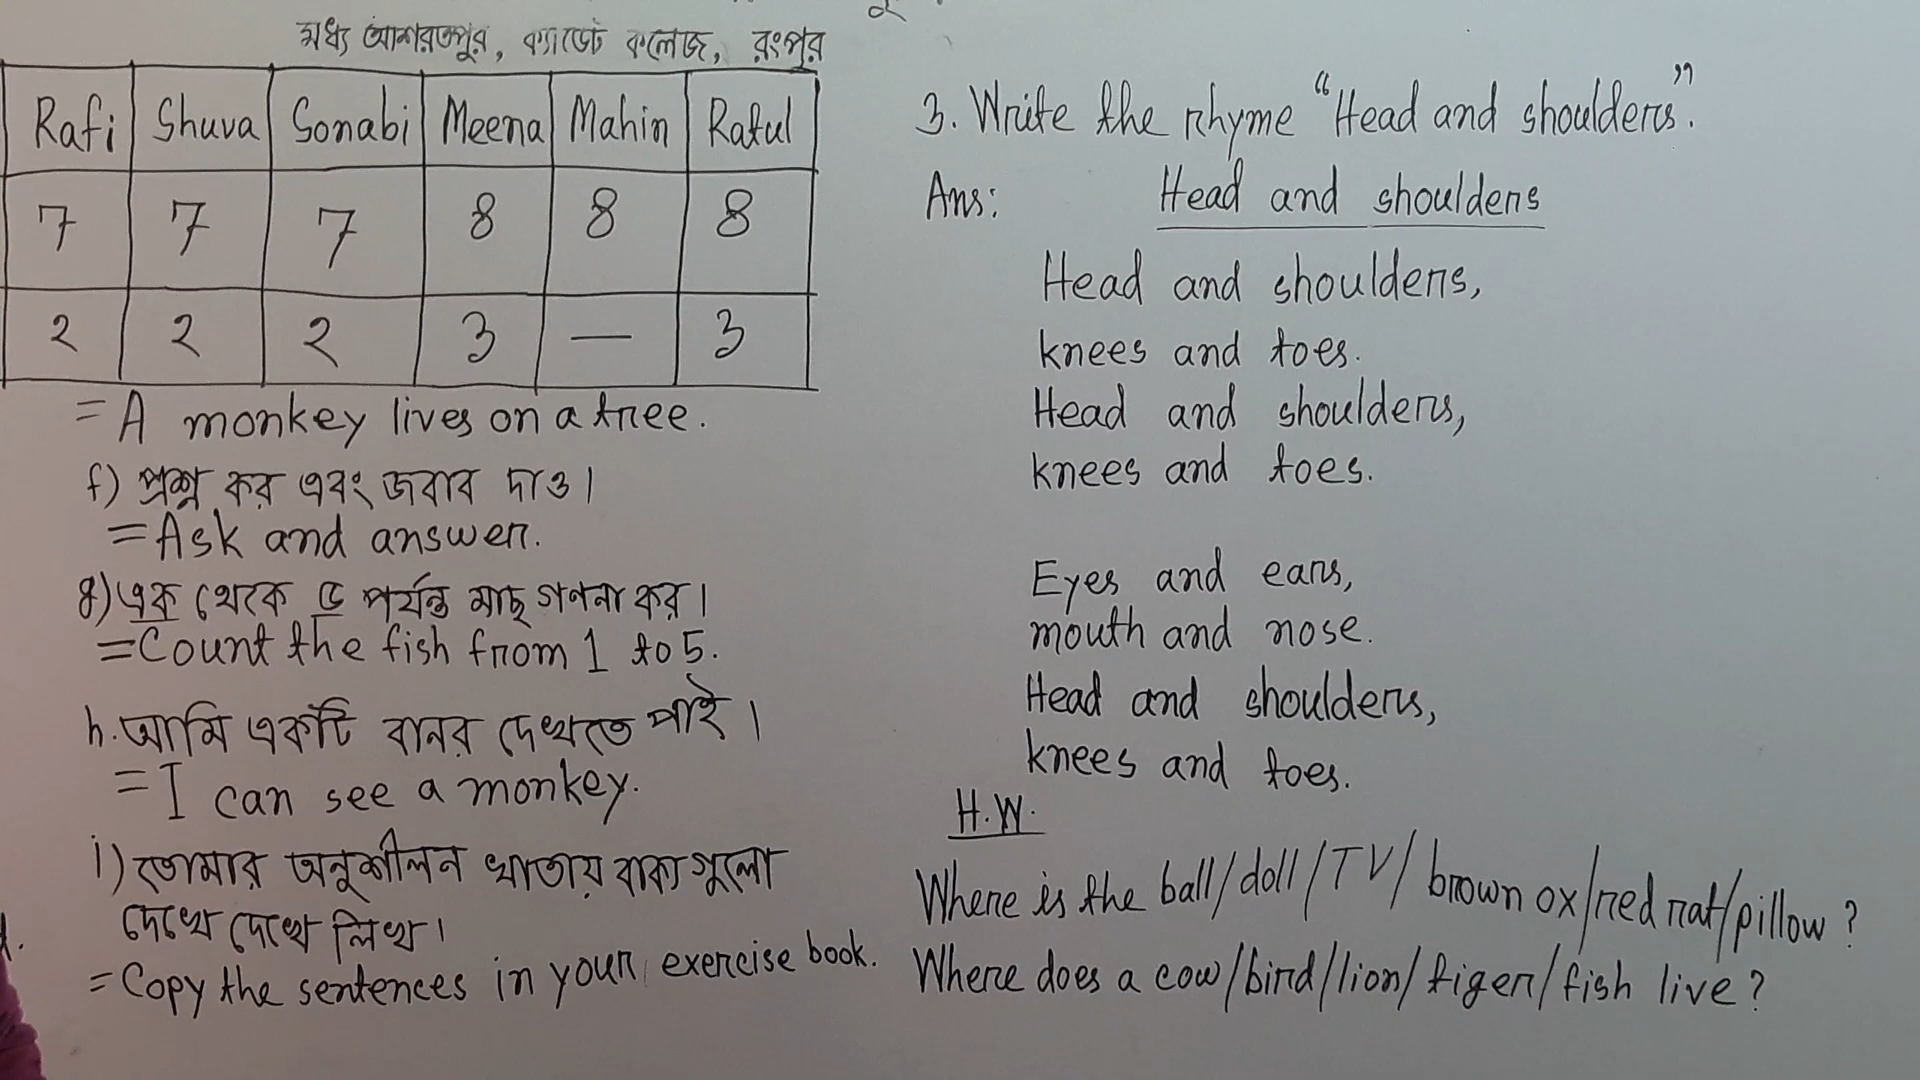 মধ্য আশরতপুর, ক্যাডেট কলেজ, রংপুর
Rafi Shuva Sonabi Meena Mahin Ratul
7 7 7 8 8 8
2 2 2 3 — 3
= A monkey lives on a tree.
f) প্রশ্ন কর এবং জবাব দাও।
= Ask and answer.
g) এক থেকে ৫ পর্যন্ত মাছ গণনা কর।
= Count the fish from 1 to 5.
h. আমি একটি বানর দেখতে পাই।
= I can see a monkey.
i) তোমার অনুশীলন খাতায় বাক্যগুলো
দেখে দেখে লিখ।
= Copy the sentences in your exercise book.
3. Write the rhyme "Head and shoulders".
Ans: Head and shoulders
Head and shoulders,
knees and toes.
Head and shoulders,
knees and toes.
Eyes and ears,
mouth and nose.
Head and shoulders,
knees and toes.
H.W.
Where is the ball/doll/TV/brown ox/red rat/pillow?
Where does a cow/bird/lion/tiger/fish live?